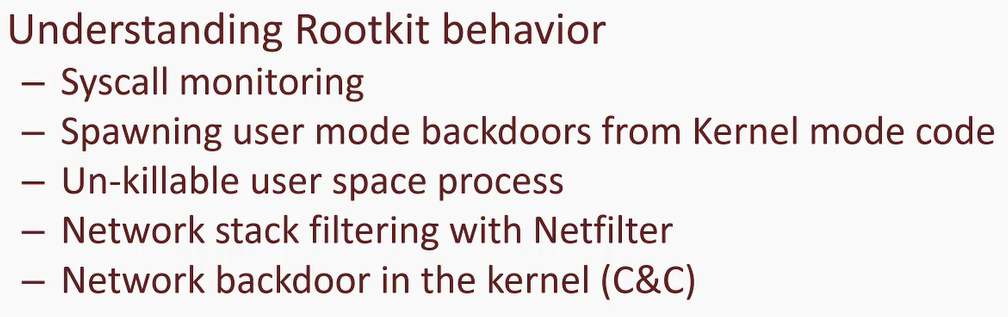 Understanding Rootkit behavior
– Syscall monitoring
– Spawning user mode backdoors from Kernel mode code
– Un-killable user space process
– Network stack filtering with Netfilter
– Network backdoor in the kernel (C&C)